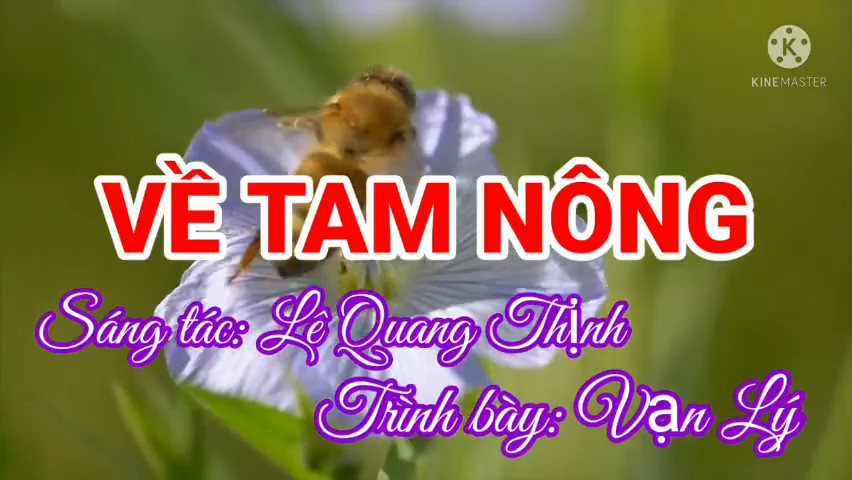 KINEMASTER
VỀ TAM NÔNG
Sáng tác: Lê Quang Thịnh
Trình bày: Vạn Lý